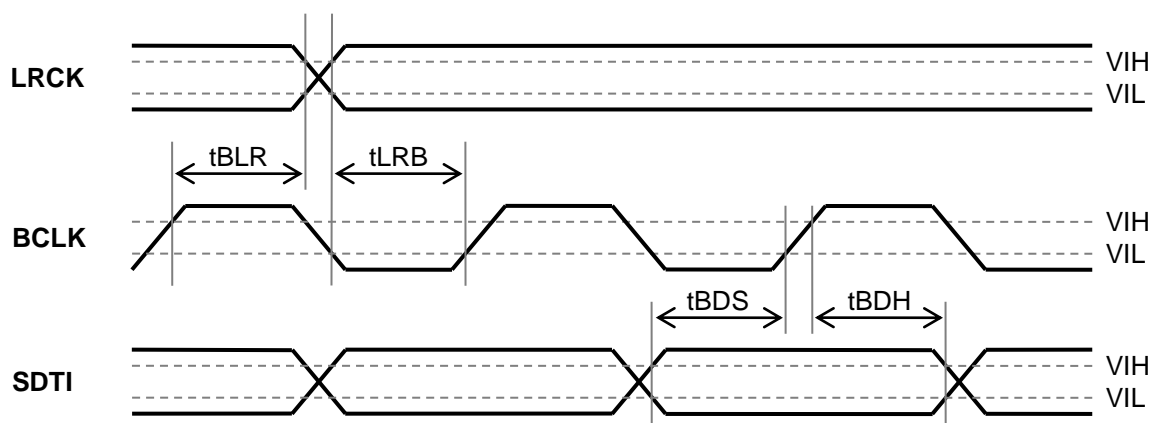 LRCK
VIH
VIL
tBLR
tLRB
BCLK
VIH
VIL
tBDS
tBDH
SDTI
VIH
VIL